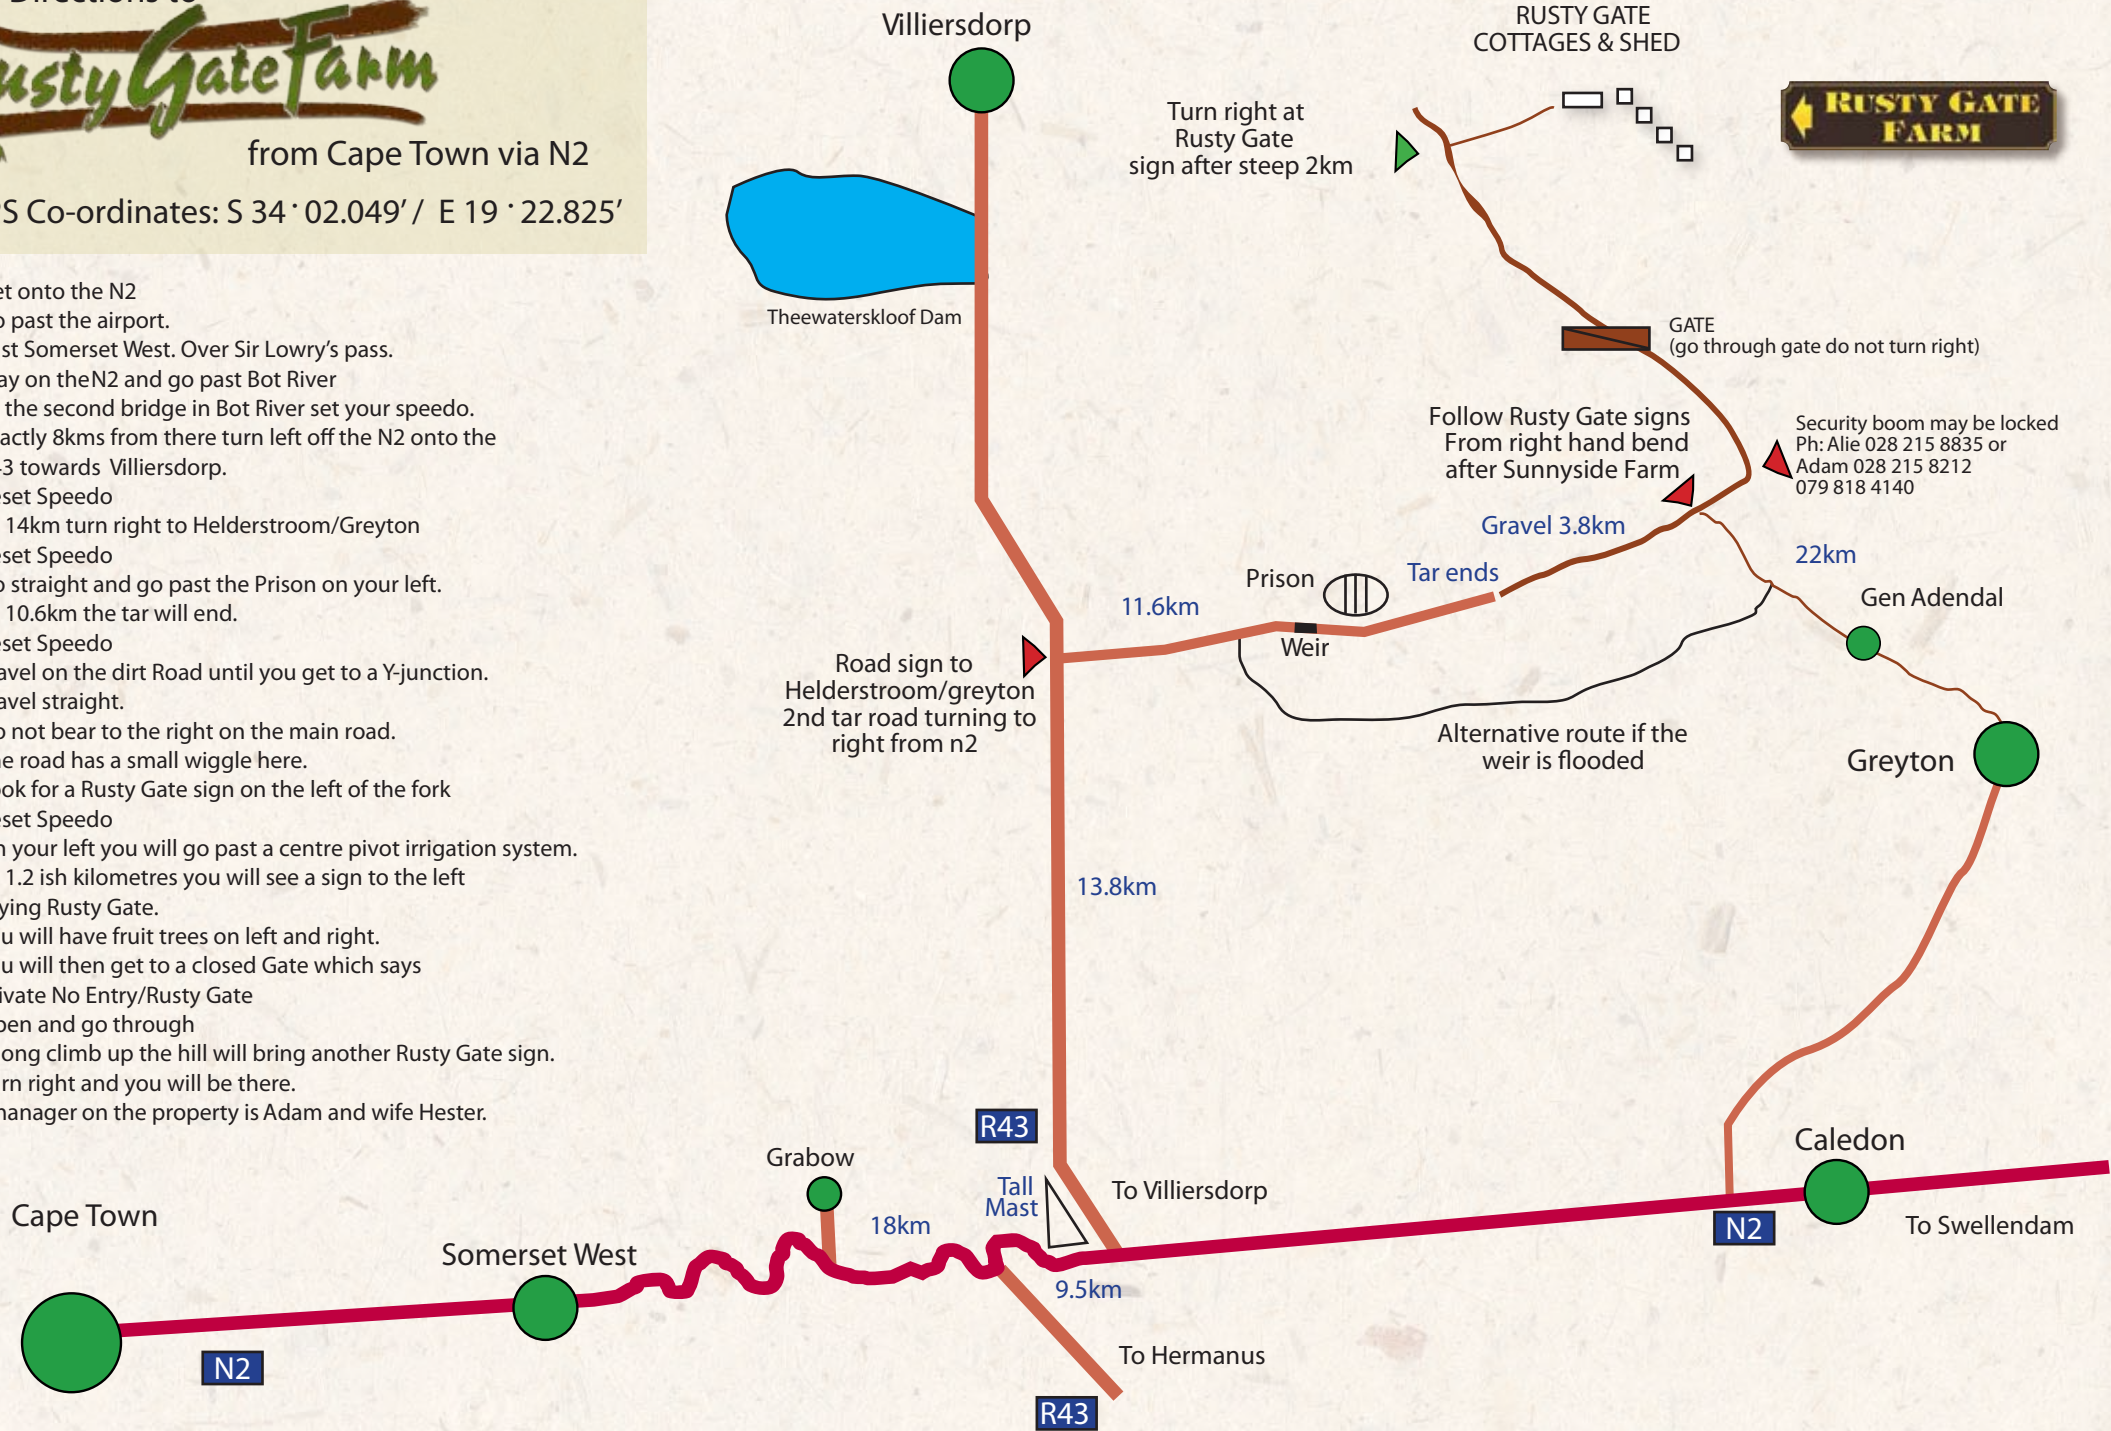 Directions to
usty Gate Farm
from Cape Town via N2
S Co-ordinates: S 34˙02.049’ / E 19˙22.825’
et onto the N2
o past the airport.
st Somerset West. Over Sir Lowry’s pass.
ay on theN2 and go past Bot River
the second bridge in Bot River set your speedo.
actly 8kms from there turn left off the N2 onto the
3 towards Villiersdorp.
eset Speedo
14km turn right to Helderstroom/Greyton
eset Speedo
o straight and go past the Prison on your left.
10.6km the tar will end.
eset Speedo
avel on the dirt Road until you get to a Y-junction.
avel straight.
o not bear to the right on the main road.
e road has a small wiggle here.
ok for a Rusty Gate sign on the left of the fork
eset Speedo
n your left you will go past a centre pivot irrigation system.
1.2 ish kilometres you will see a sign to the left
ying Rusty Gate.
u will have fruit trees on left and right.
u will then get to a closed Gate which says
ivate No Entry/Rusty Gate
pen and go through
ong climb up the hill will bring another Rusty Gate sign.
rn right and you will be there.
manager on the property is Adam and wife Hester.
Villiersdorp
Theewaterskloof Dam
RUSTY GATE
COTTAGES & SHED
Turn right at
Rusty Gate
sign after steep 2km
RUSTY GATE
FARM
GATE
(go through gate do not turn right)
Follow Rusty Gate signs
From right hand bend
after Sunnyside Farm
Security boom may be locked
Ph: Alie 028 215 8835 or
Adam 028 215 8212
079 818 4140
Gravel 3.8km
22km
Tar ends
Prison
11.6km
Weir
Gen Adendal
Road sign to
Helderstroom/greyton
2nd tar road turning to
right from n2
Alternative route if the
weir is flooded
Greyton
13.8km
R43
Tall
Mast
To Villiersdorp
Grabow
18km
Caledon
N2
To Swellendam
Cape Town
Somerset West
9.5km
N2
To Hermanus
R43